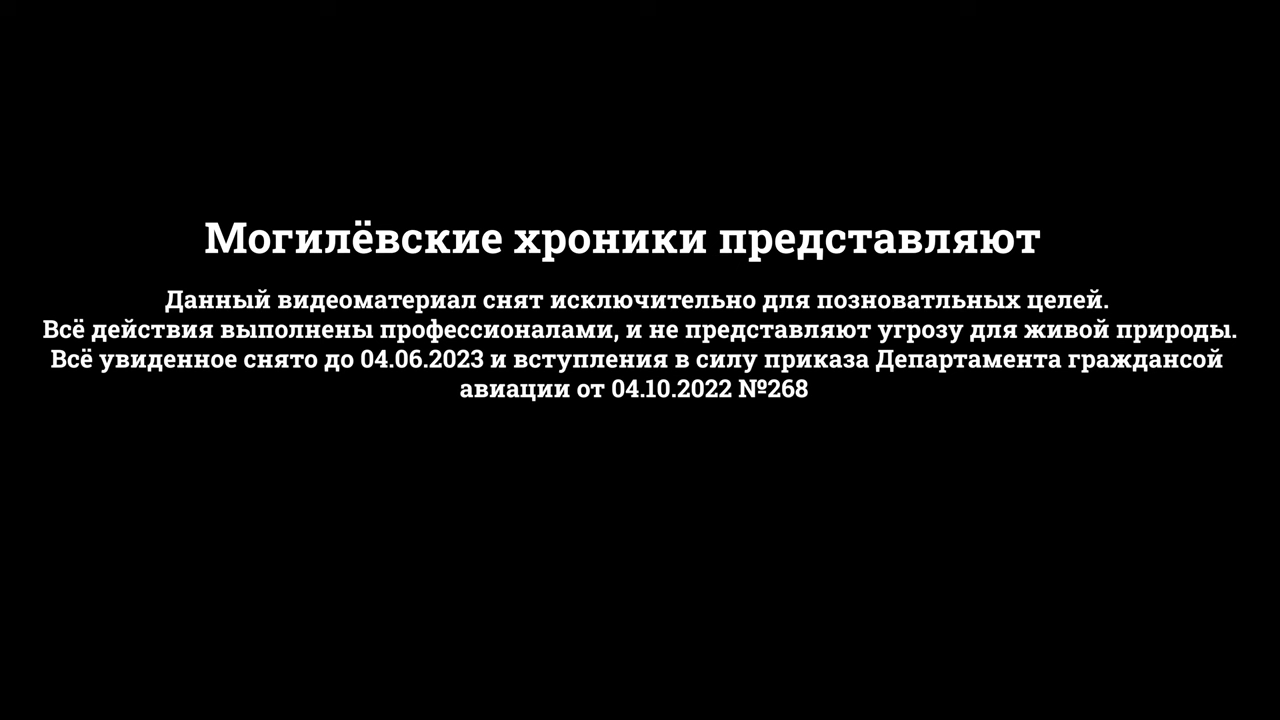 Могилёвские хроники представляют
Данный видеоматериал снят исключительно для позноватльных целей.
Всё действия выполнены профессионалами, и не представляют угрозу для живой природы.
Всё увиденное снято до 04.06.2023 и вступления в силу приказа Департамента граждансой
авиации от 04.10.2022 №268